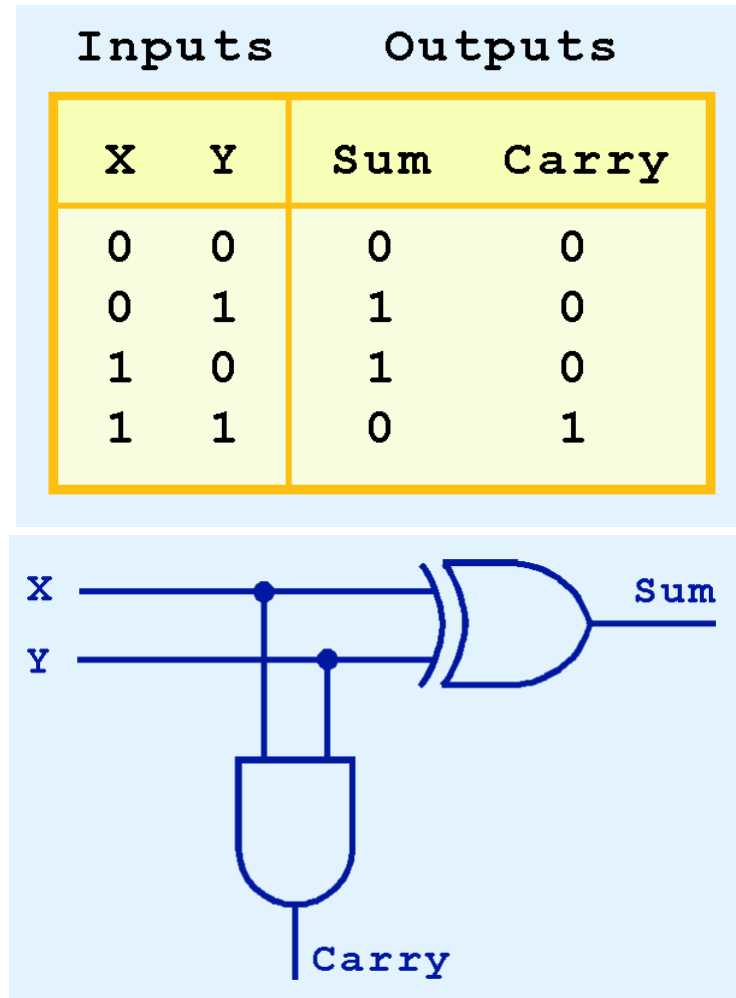 Inputs Outputs
X Y Sum Carry
0 0 0 0
0 1 1 0
1 0 1 0
1 1 0 1
X Sum
Y
Carry